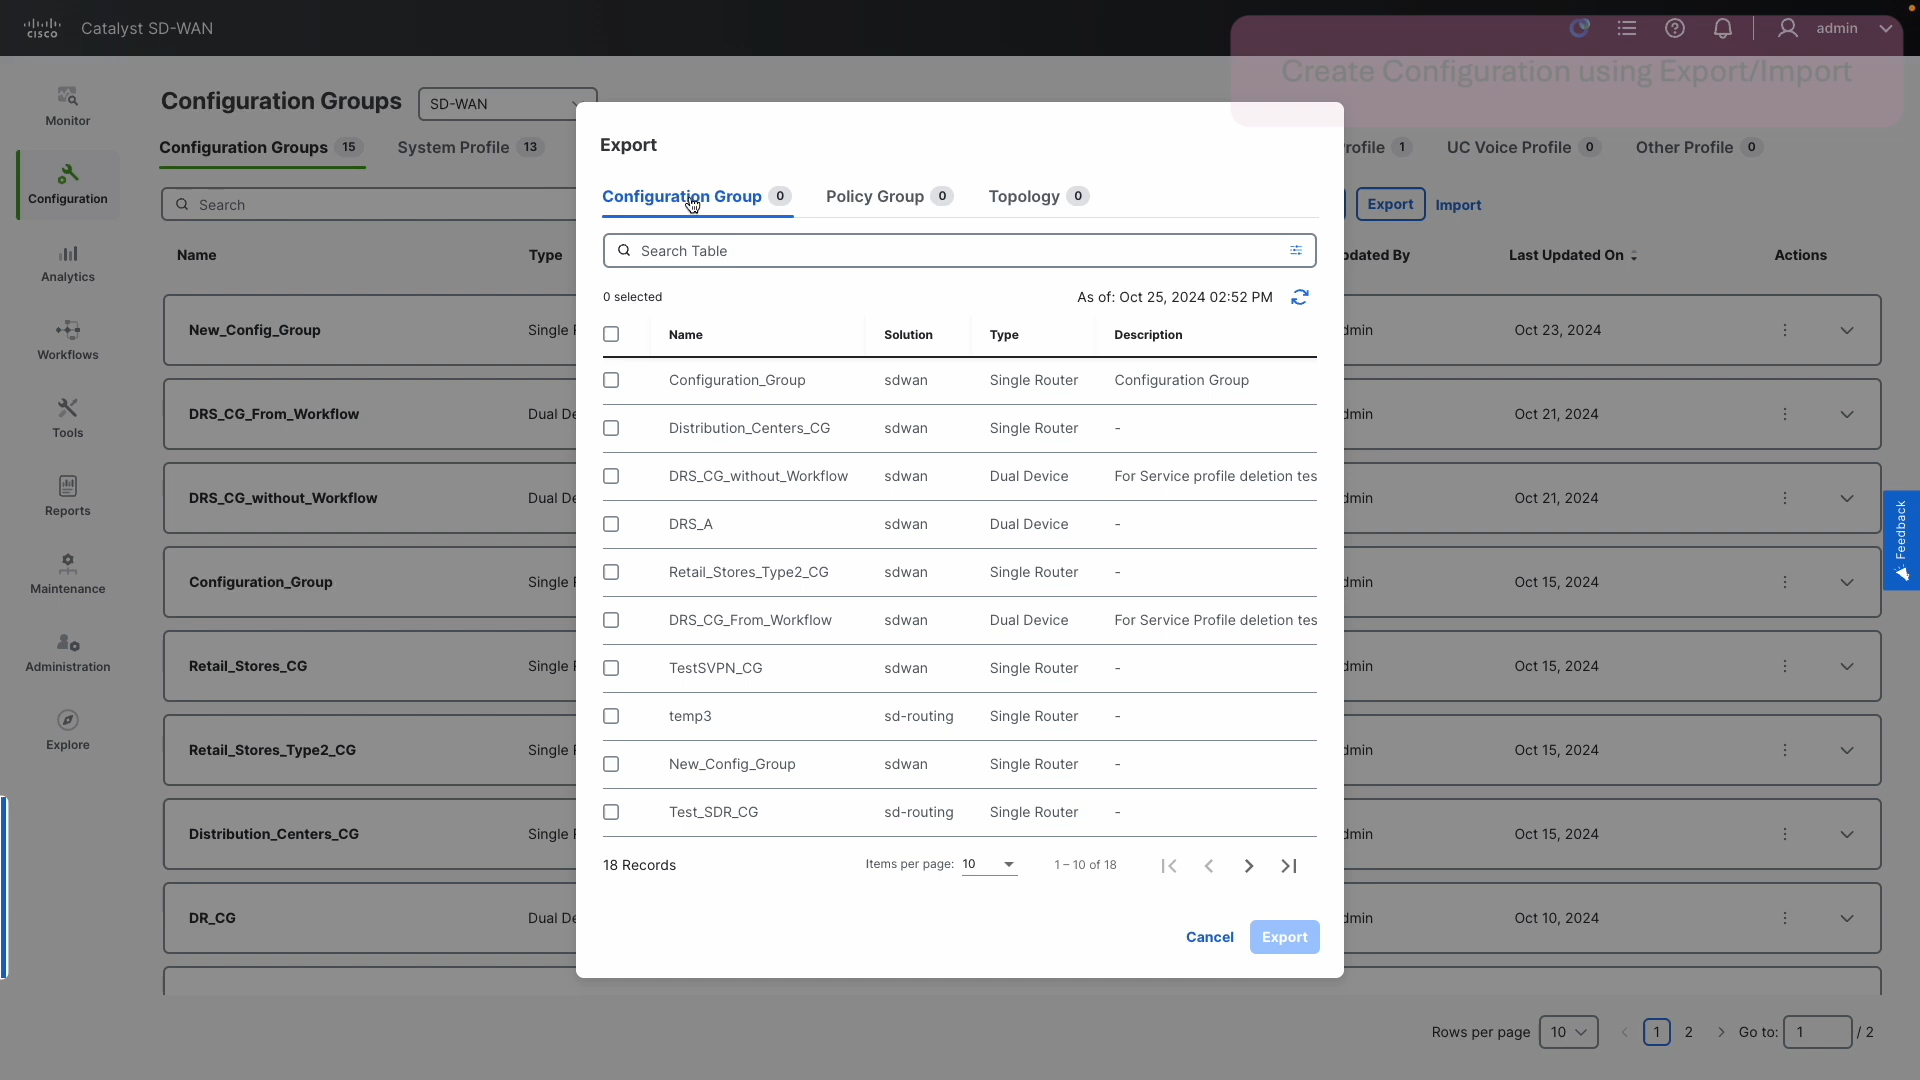 CISCO
Catalyst SD-WAN
admin
Create Configuration using Export/Import
Monitor
Configuration
Analytics
Workflows
Tools
Reports
Maintenance
Administration
Explore
Configuration Groups
SD-WAN
Configuration Groups 15
System Profile 13
rofile 1
UC Voice Profile 0
Other Profile 0
Search
Export
Import
Name
Type
pdated By
Last Updated On
Actions
New_Config_Group
Single R
dmin
Oct 23, 2024
DRS_CG_From_Workflow
Dual De
dmin
Oct 21, 2024
DRS_CG_without_Workflow
Dual De
dmin
Oct 21, 2024
Configuration_Group
Single R
dmin
Oct 15, 2024
Retail_Stores_CG
Single R
dmin
Oct 15, 2024
Retail_Stores_Type2_CG
Single R
dmin
Oct 15, 2024
Distribution_Centers_CG
Single R
dmin
Oct 15, 2024
DR_CG
Dual De
dmin
Oct 10, 2024
Rows per page 10
1
2
Go to: 1 / 2
Export
Configuration Group 0
Policy Group 0
Topology 0
Search Table
0 selected
As of: Oct 25, 2024 02:52 PM
Name Solution Type Description
Configuration_Group sdwan Single Router Configuration Group
Distribution_Centers_CG sdwan Single Router -
DRS_CG_without_Workflow sdwan Dual Device For Service profile deletion tes
DRS_A sdwan Dual Device -
Retail_Stores_Type2_CG sdwan Single Router -
DRS_CG_From_Workflow sdwan Dual Device For Service Profile deletion tes
TestSVPN_CG sdwan Single Router -
temp3 sd-routing Single Router -
New_Config_Group sdwan Single Router -
Test_SDR_CG sd-routing Single Router -
18 Records
Items per page: 10
1 – 10 of 18
Cancel
Export
Feedback